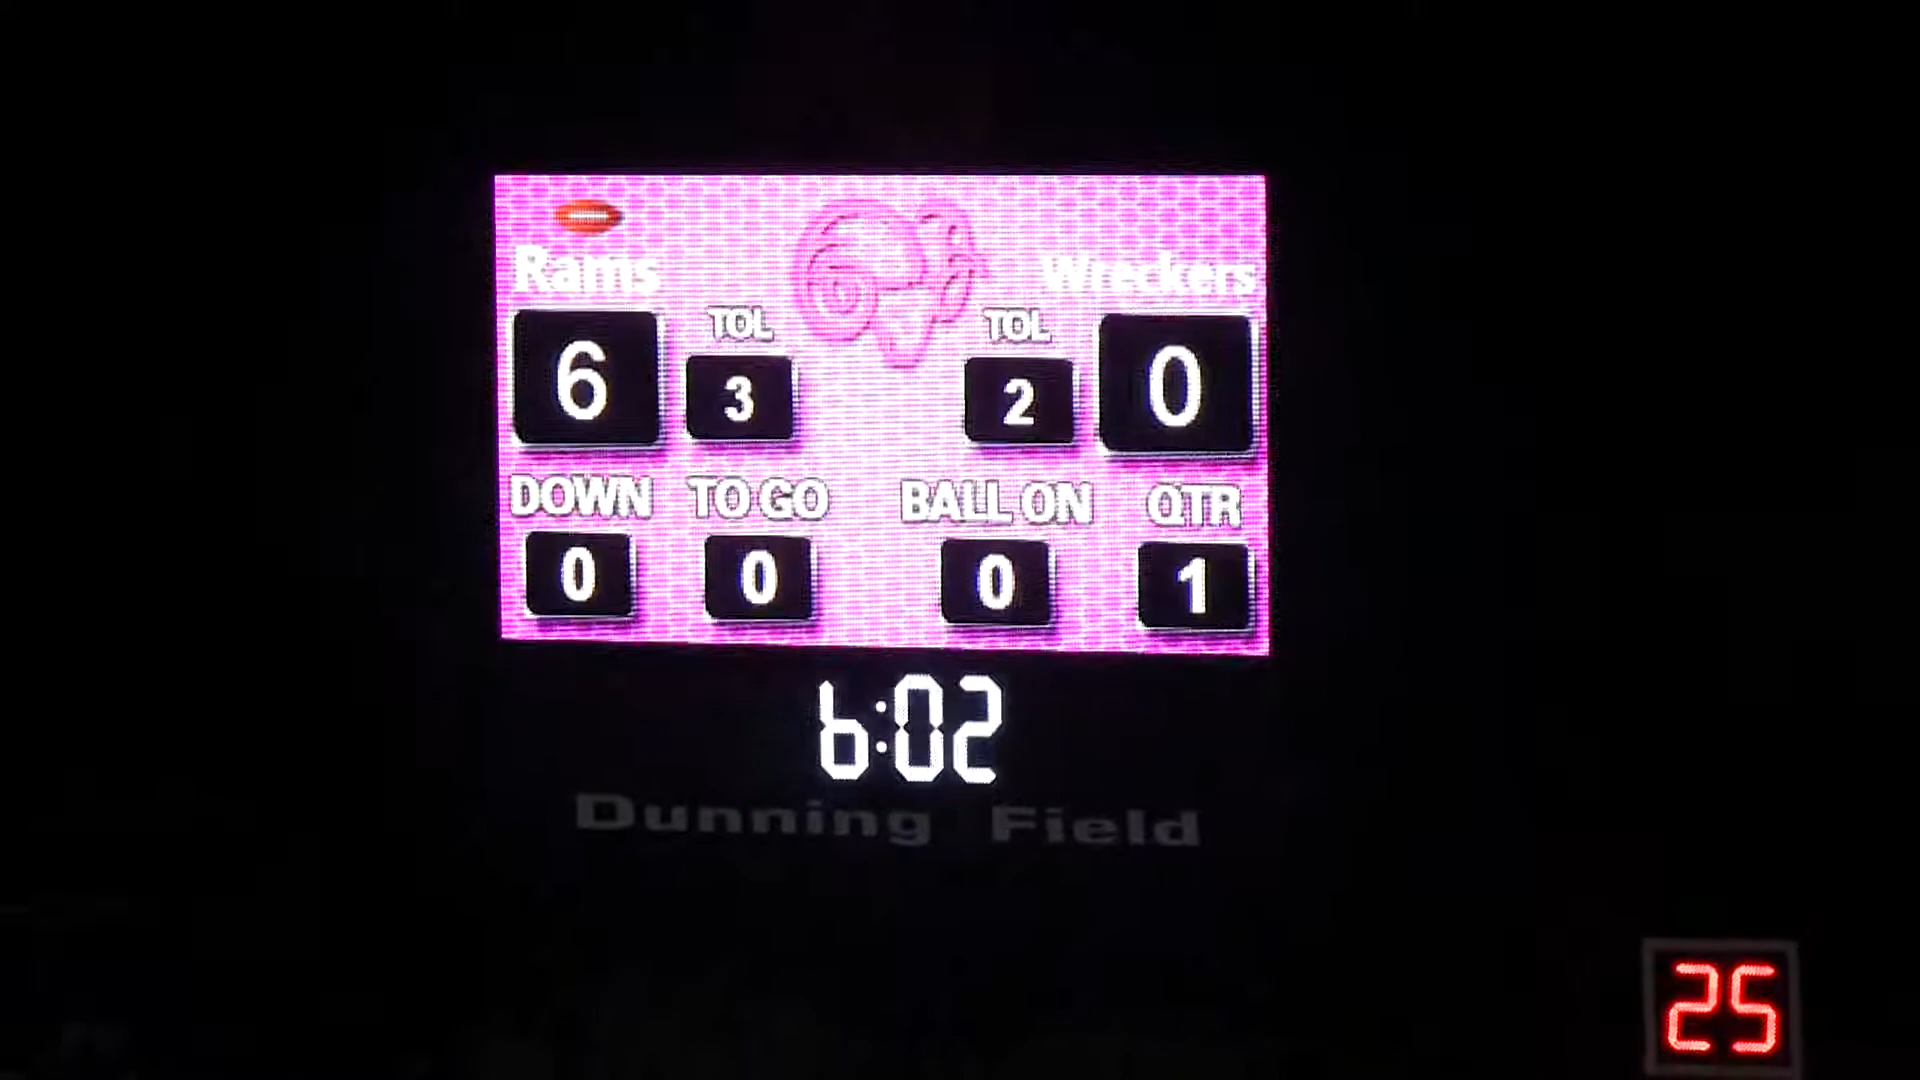 Rams Wreckers
TOL TOL
6 3 2 0
DOWN TO GO BALL ON QTR
0 0 0 1
6:02
Dunning Field
25